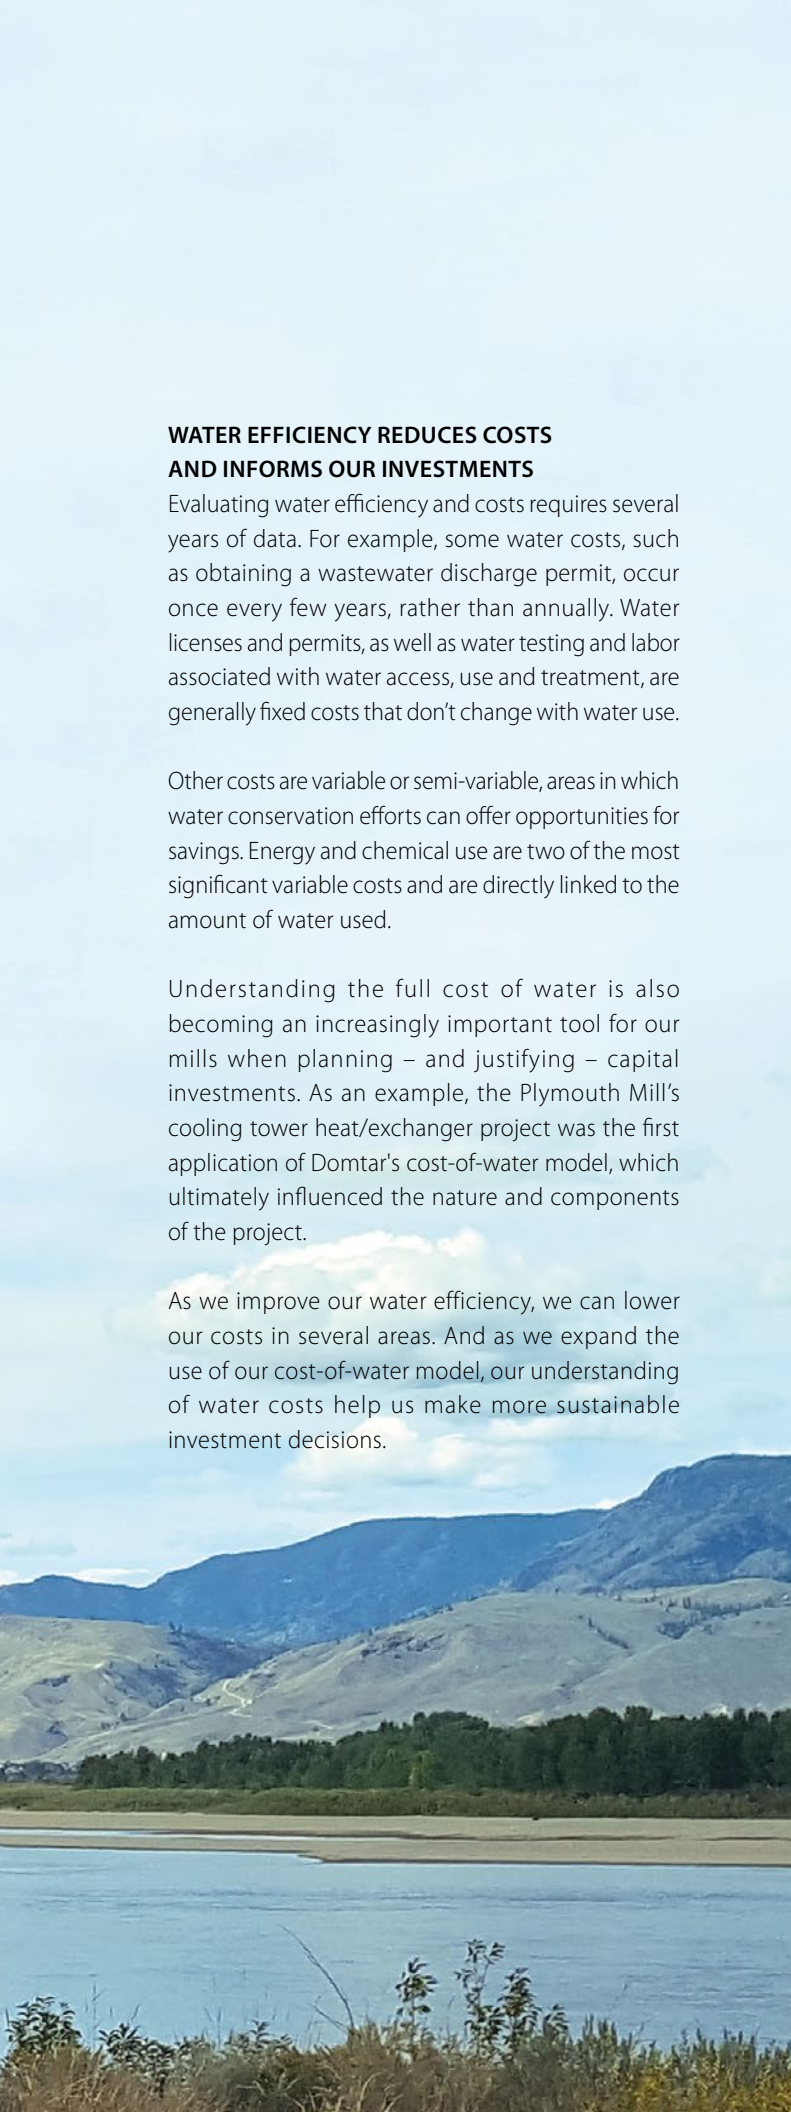 WATER EFFICIENCY REDUCES COSTS
AND INFORMS OUR INVESTMENTS
Evaluating water efficiency and costs requires several
years of data. For example, some water costs, such
as obtaining a wastewater discharge permit, occur
once every few years, rather than annually. Water
licenses and permits, as well as water testing and labor
associated with water access, use and treatment, are
generally fixed costs that don’t change with water use.
Other costs are variable or semi-variable, areas in which
water conservation efforts can offer opportunities for
savings. Energy and chemical use are two of the most
significant variable costs and are directly linked to the
amount of water used.
Understanding the full cost of water is also
becoming an increasingly important tool for our
mills when planning – and justifying – capital
investments. As an example, the Plymouth Mill’s
cooling tower heat/exchanger project was the first
application of Domtar's cost-of-water model, which
ultimately influenced the nature and components
of the project.
As we improve our water efficiency, we can lower
our costs in several areas. And as we expand the
use of our cost-of-water model, our understanding
of water costs help us make more sustainable
investment decisions.